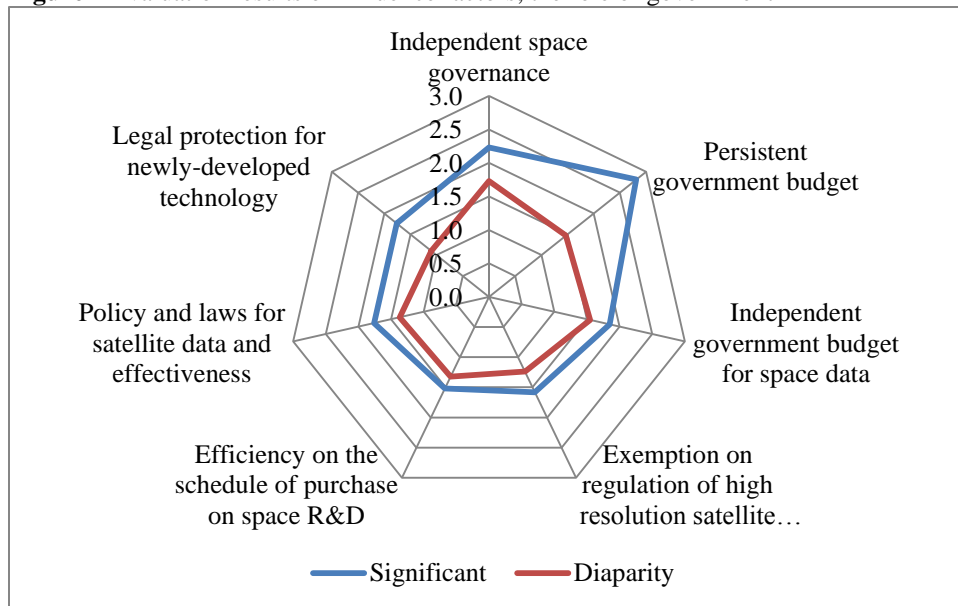 Independent space
governance
3.0
2.5
2.0
1.5
1.0
0.5
0.0
Persistent
government budget
Independent
government budget
for space data
Exemption on
regulation of high
resolution satellite…
Efficiency on the
schedule of purchase
on space R&D
Policy and laws for
satellite data and
effectiveness
Legal protection for
newly-developed
technology
Significant
Diaparity